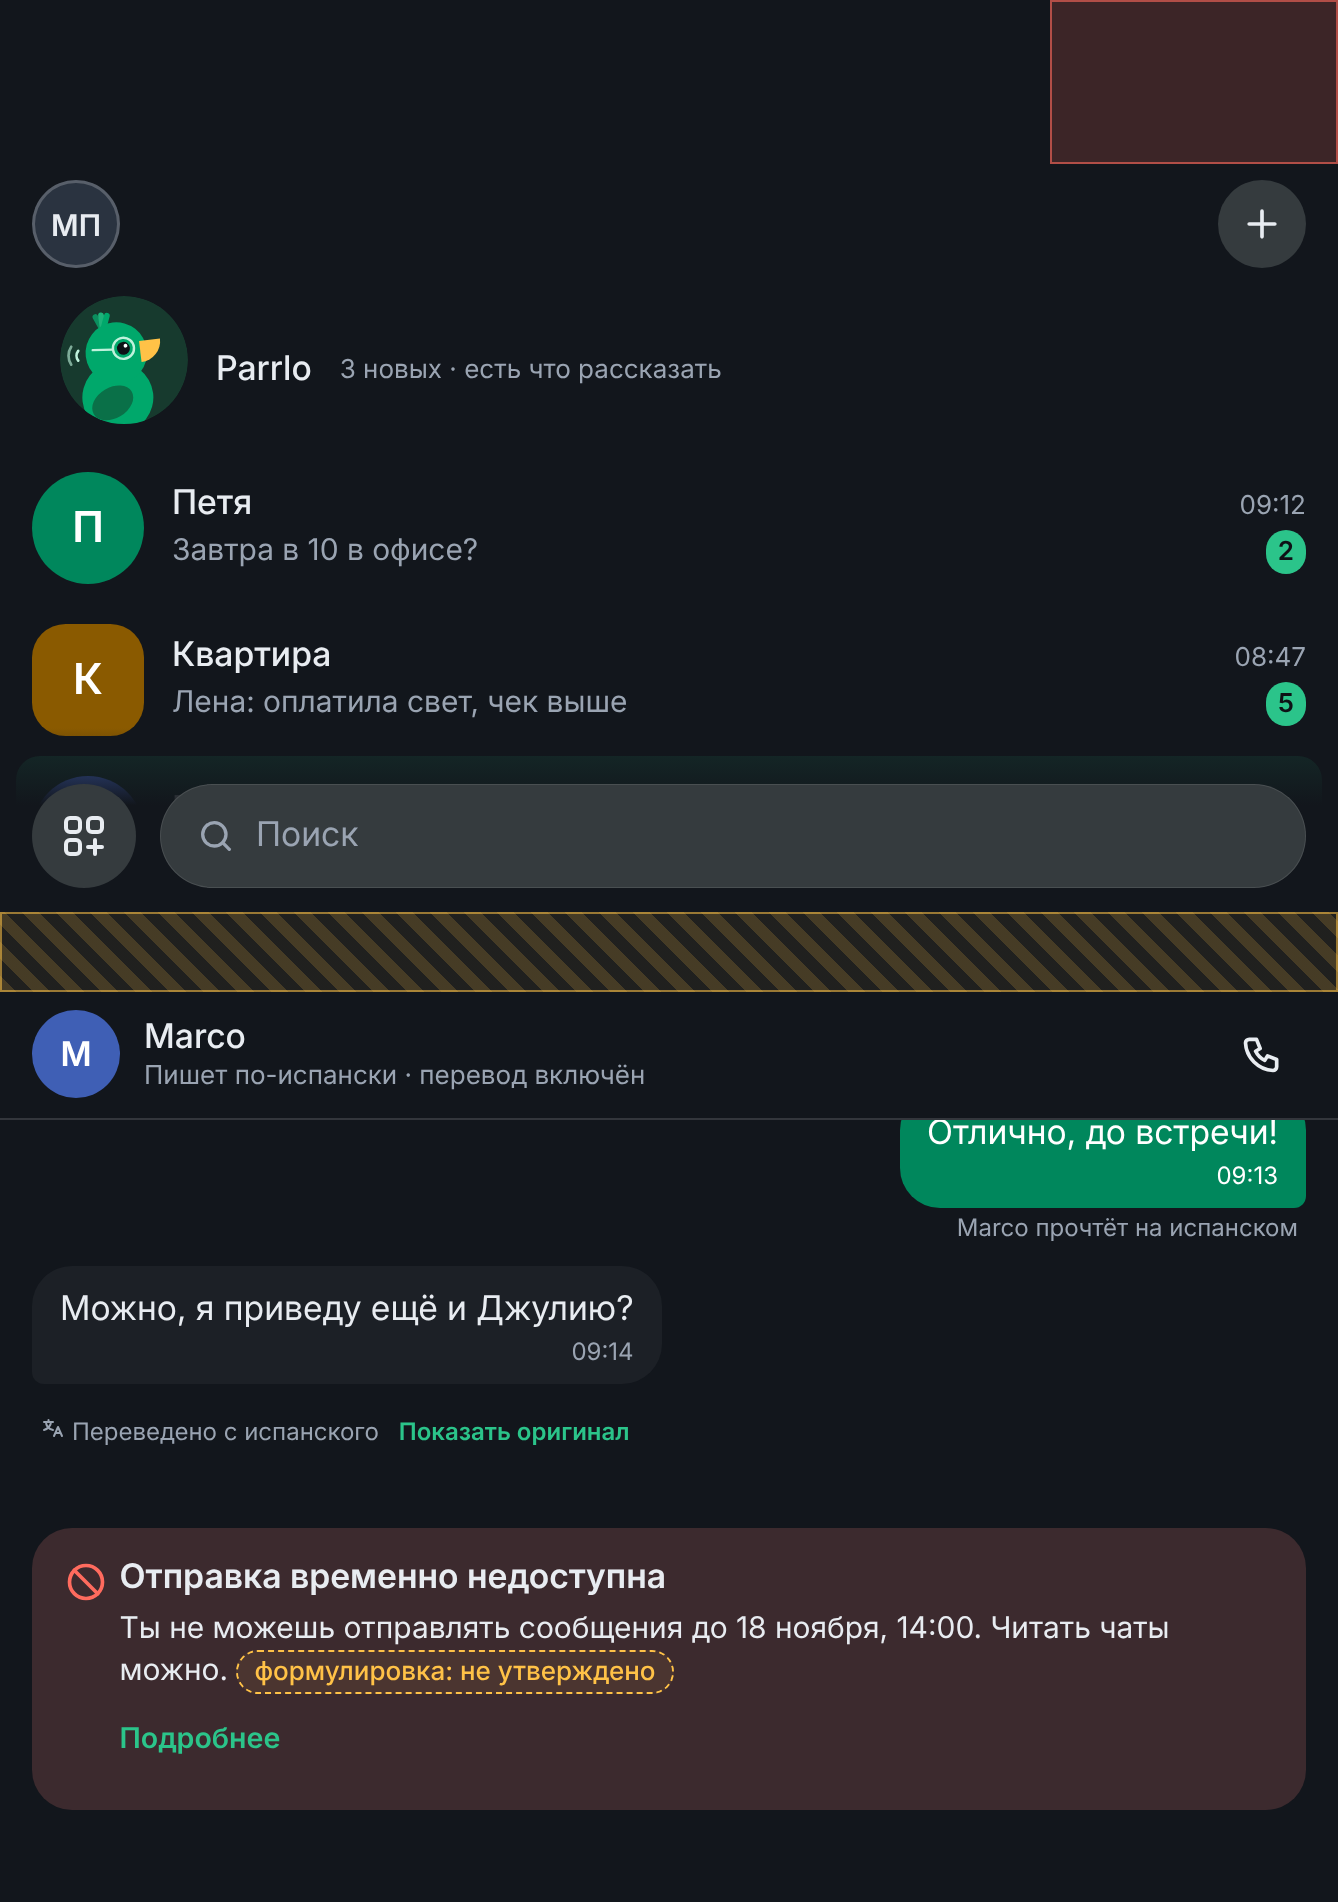 МП
Parrlo 3 новых · есть что рассказать
П
Петя
09:12
Завтра в 10 в офисе?
2
К
Квартира
08:47
Лена: оплатила свет, чек выше
5
Поиск
M
Marco
Пишет по-испански · перевод включён
Отлично, до встречи!
09:13
Marco прочтёт на испанском
Можно, я приведу ещё и Джулию?
09:14
Переведено с испанского Показать оригинал
Отправка временно недоступна
Ты не можешь отправлять сообщения до 18 ноября, 14:00. Читать чаты
можно. формулировка: не утверждено
Подробнее